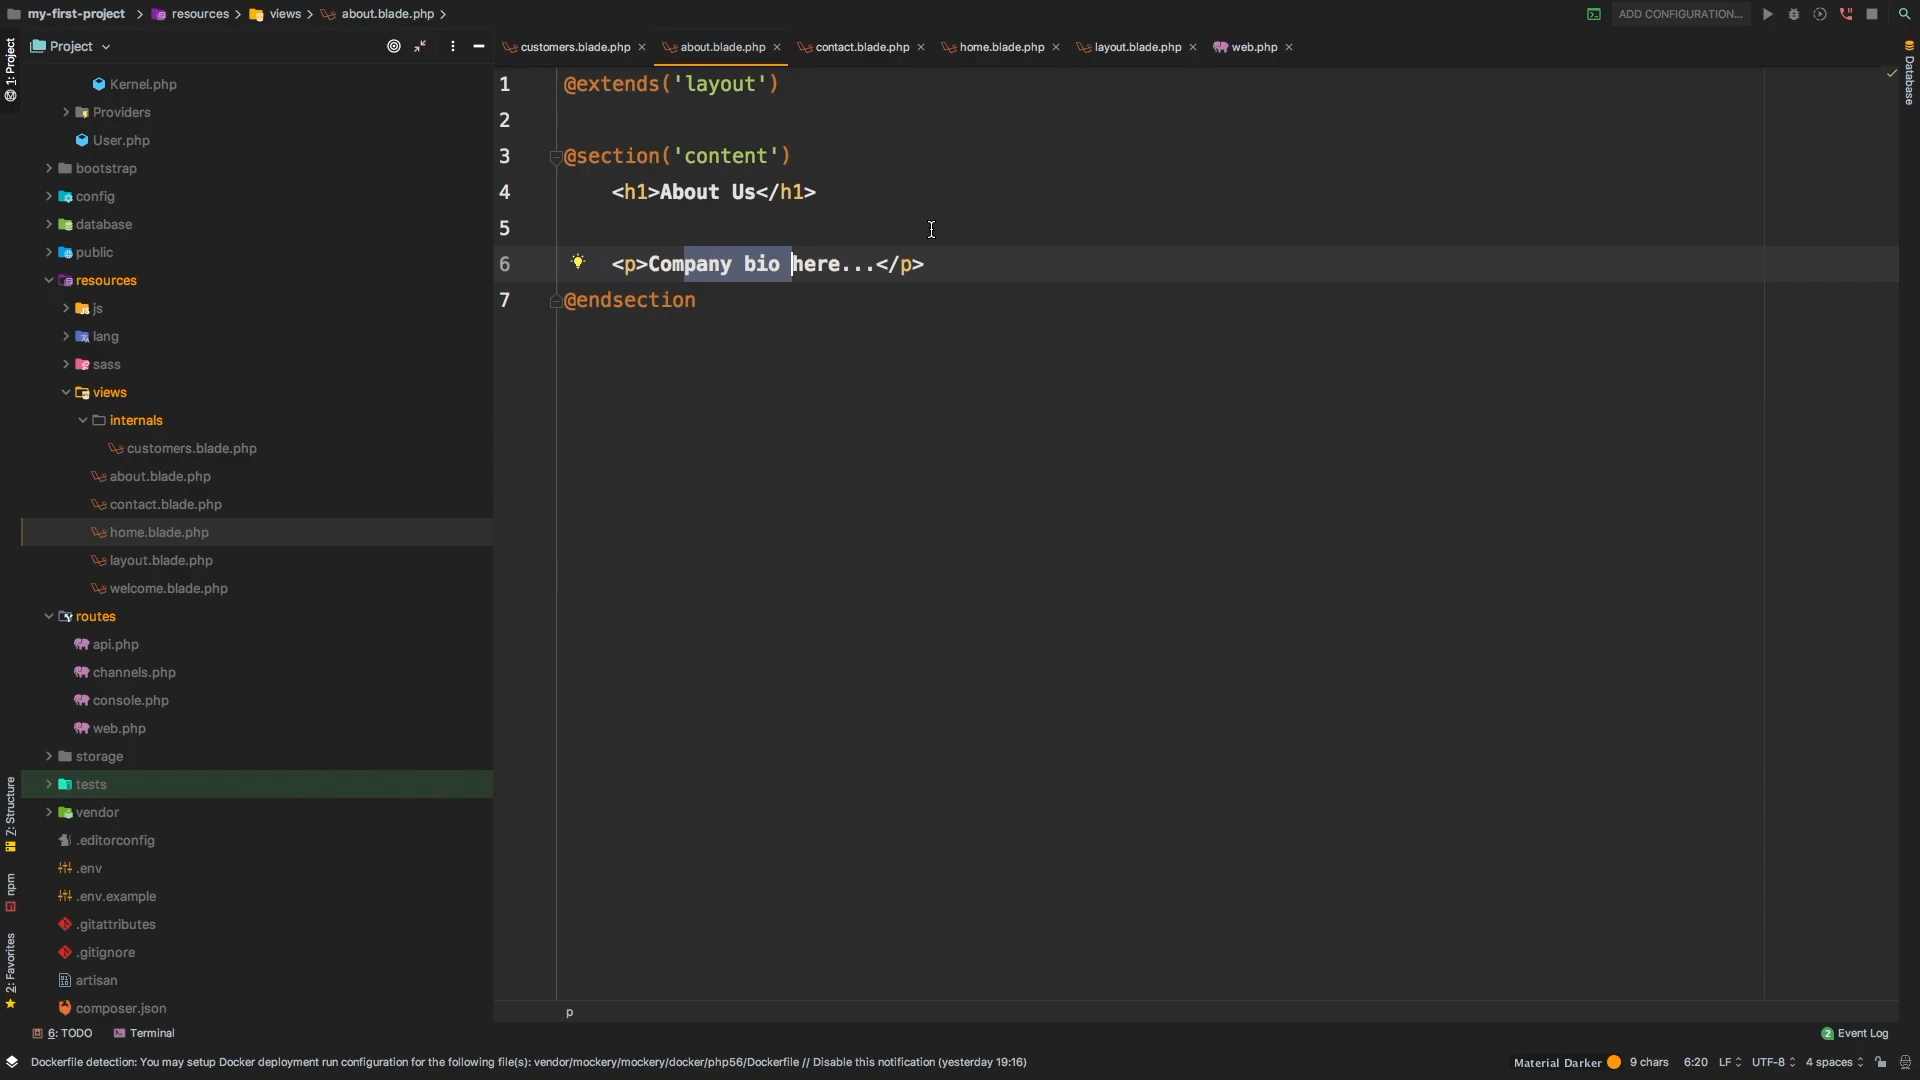 my-first-project resources views about.blade.php
ADD CONFIGURATION...
1: Project
Project
customers.blade.php about.blade.php contact.blade.php home.blade.php layout.blade.php web.php
Database
Kernel.php
Providers
User.php
bootstrap
config
database
public
resources
js
lang
sass
views
internals
customers.blade.php
about.blade.php
contact.blade.php
home.blade.php
layout.blade.php
welcome.blade.php
routes
api.php
channels.php
console.php
web.php
storage
tests
vendor
.editorconfig
.env
.env.example
.gitattributes
.gitignore
artisan
composer.json
1 @extends('layout')
2
3 @section('content')
4 <h1>About Us</h1>
5
6 <p>Company bio here...</p>
7 @endsection
p
Z: Structure
npm
2: Favorites
6: TODO Terminal
2 Event Log
Dockerfile detection: You may setup Docker deployment run configuration for the following file(s): vendor/mockery/mockery/docker/php56/Dockerfile // Disable this notification (yesterday 19:16)
Material Darker 9 chars 6:20 LF UTF-8 4 spaces